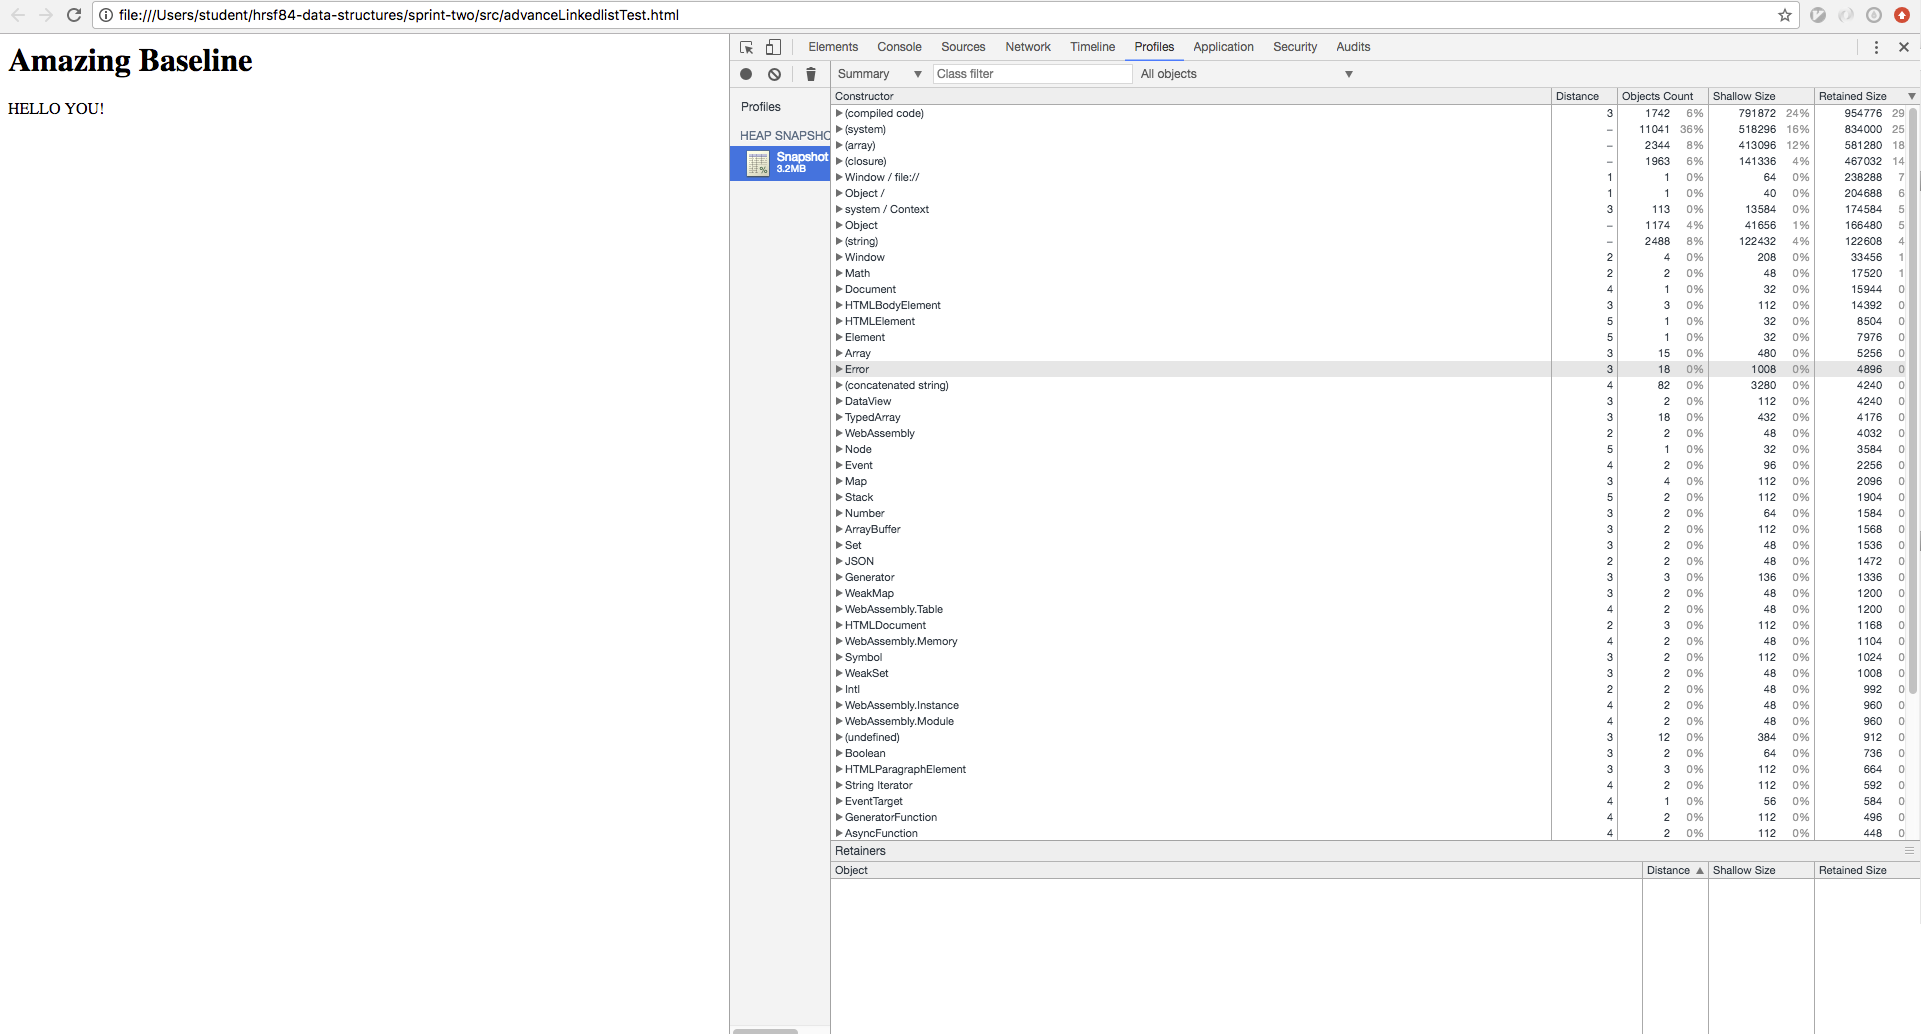 file:///Users/student/hrsf84-data-structures/sprint-two/src/advanceLinkedlistTest.html
Amazing Baseline
HELLO YOU!
Elements Console Sources Network Timeline Profiles Application Security Audits
Summary Class filter All objects
Profiles
HEAP SNAPSHO
Snapshot
3.2MB
Constructor Distance Objects Count Shallow Size Retained Size
(compiled code) 3 1742 6% 791872 24% 954776 29
(system) – 11041 36% 518296 16% 834000 25
(array) – 2344 8% 413096 12% 581280 18
(closure) – 1963 6% 141336 4% 467032 14
Window / file:// 1 1 0% 64 0% 238288 7
Object / 1 1 0% 40 0% 204688 6
system / Context 3 113 0% 13584 0% 174584 5
Object – 1174 4% 41656 1% 166480 5
(string) – 2488 8% 122432 4% 122608 4
Window 2 4 0% 208 0% 33456 1
Math 2 2 0% 48 0% 17520 1
Document 4 1 0% 32 0% 15944 0
HTMLBodyElement 3 3 0% 112 0% 14392 0
HTMLElement 5 1 0% 32 0% 8504 0
Element 5 1 0% 32 0% 7976 0
Array 3 15 0% 480 0% 5256 0
Error 3 18 0% 1008 0% 4896 0
(concatenated string) 4 82 0% 3280 0% 4240 0
DataView 3 2 0% 112 0% 4240 0
TypedArray 3 18 0% 432 0% 4176 0
WebAssembly 2 2 0% 48 0% 4032 0
Node 5 1 0% 32 0% 3584 0
Event 4 2 0% 96 0% 2256 0
Map 3 4 0% 112 0% 2096 0
Stack 5 2 0% 112 0% 1904 0
Number 3 2 0% 64 0% 1584 0
ArrayBuffer 3 2 0% 112 0% 1568 0
Set 3 2 0% 48 0% 1536 0
JSON 2 2 0% 48 0% 1472 0
Generator 3 3 0% 136 0% 1336 0
WeakMap 3 2 0% 48 0% 1200 0
WebAssembly.Table 4 2 0% 48 0% 1200 0
HTMLDocument 2 3 0% 112 0% 1168 0
WebAssembly.Memory 4 2 0% 48 0% 1104 0
Symbol 3 2 0% 112 0% 1024 0
WeakSet 3 2 0% 48 0% 1008 0
Intl 2 2 0% 48 0% 992 0
WebAssembly.Instance 4 2 0% 48 0% 960 0
WebAssembly.Module 4 2 0% 48 0% 960 0
(undefined) 3 12 0% 384 0% 912 0
Boolean 3 2 0% 64 0% 736 0
HTMLParagraphElement 3 3 0% 112 0% 664 0
String Iterator 4 2 0% 112 0% 592 0
EventTarget 4 1 0% 56 0% 584 0
GeneratorFunction 4 2 0% 112 0% 496 0
AsyncFunction 4 2 0% 112 0% 448 0
Retainers
Object Distance Shallow Size Retained Size